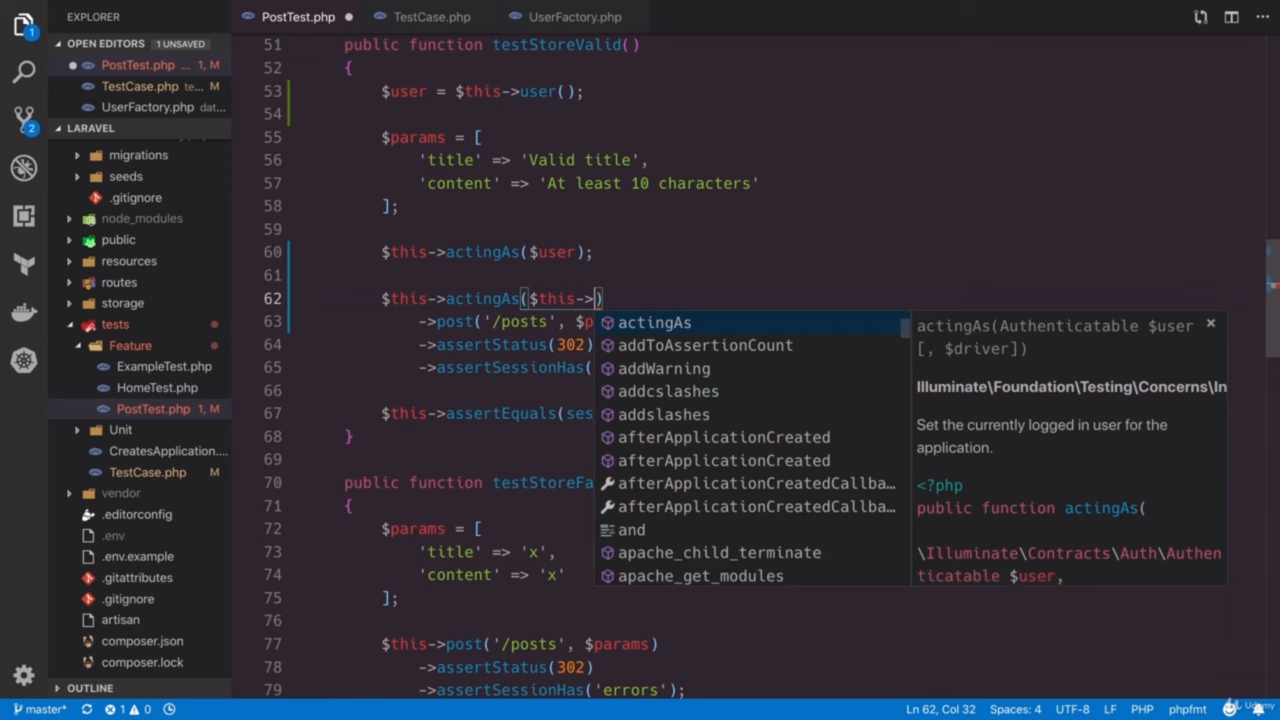 EXPLORER
OPEN EDITORS 1 UNSAVED
PostTest.php ... 1, M
TestCase.php te... M
UserFactory.php dat...
LARAVEL
migrations
seeds
.gitignore
node_modules
public
resources
routes
storage
tests
Feature
ExampleTest.php
HomeTest.php
PostTest.php 1, M
Unit
CreatesApplication....
TestCase.php M
vendor
.editorconfig
.env
.env.example
.gitattributes
.gitignore
artisan
composer.json
composer.lock
OUTLINE
1
2
PostTest.php
TestCase.php
UserFactory.php
51 public function testStoreValid()
52 {
53 $user = $this->user();
54
55 $params = [
56 'title' => 'Valid title',
57 'content' => 'At least 10 characters'
58 ];
59
60 $this->actingAs($user);
61
62 $this->actingAs($this->)
63 ->post('/posts', $p
64 ->assertStatus(302)
65 ->assertSessionHas(
66
67 $this->assertEquals(ses
68 }
69
70 public function testStoreFa
71 {
72 $params = [
73 'title' => 'x',
74 'content' => 'x'
75 ];
76
77 $this->post('/posts', $params)
78 ->assertStatus(302)
79 ->assertSessionHas('errors');
actingAs
addToAssertionCount
addWarning
addcslashes
addslashes
afterApplicationCreated
afterApplicationCreated
afterApplicationCreatedCallba...
afterApplicationCreatedCallba...
and
apache_child_terminate
apache_get_modules
actingAs(Authenticatable $user
[, $driver])
Illuminate\Foundation\Testing\Concerns\In
Set the currently logged in user for the
application.
<?php
public function actingAs(
\Illuminate\Contracts\Auth\Authen
ticatable $user,
master* 1 0
Ln 62, Col 32 Spaces: 4 UTF-8 LF PHP phpfmt
Udemy